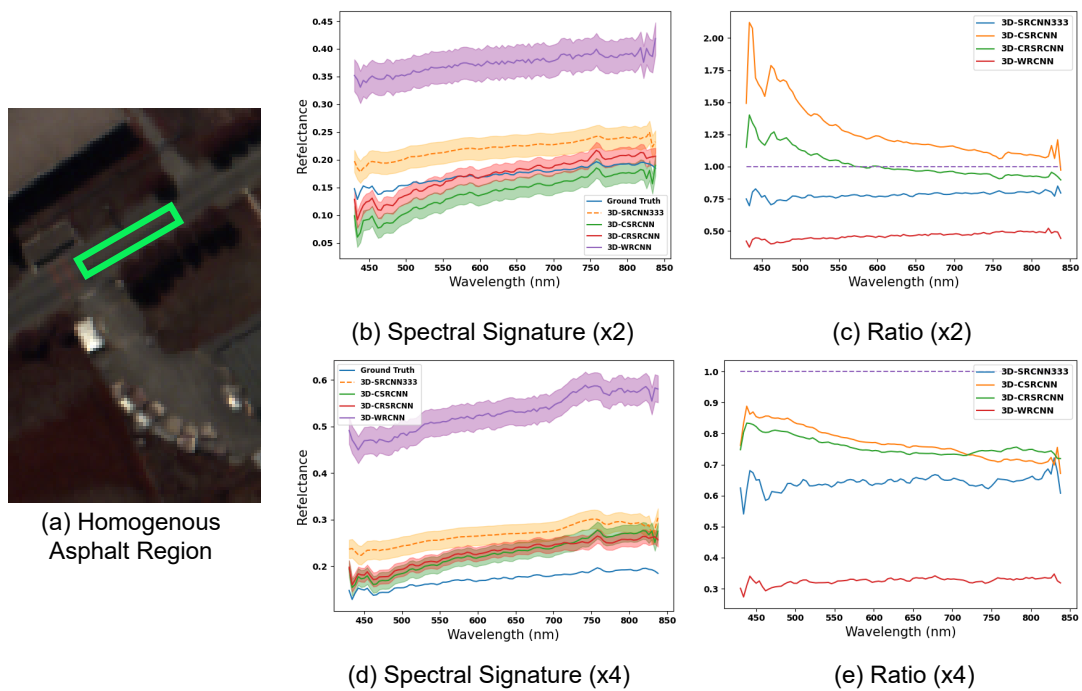 (a) Homogenous
Asphalt Region
0.45
0.40
0.35
0.30
0.25
0.20
0.15
0.10
0.05
Refelctance
450 500 550 600 650 700 750 800 850
Wavelength (nm)
Ground Truth
3D-SRCNN333
3D-CSRCNN
3D-CRSRCNN
3D-WRCNN
(b) Spectral Signature (x2)
2.00
1.75
1.50
1.25
1.00
0.75
0.50
450 500 550 600 650 700 750 800 850
Wavelength (nm)
3D-SRCNN333
3D-CSRCNN
3D-CRSRCNN
3D-WRCNN
(c) Ratio (x2)
0.6
0.5
0.4
0.3
0.2
Refelctance
450 500 550 600 650 700 750 800 850
Wavelength (nm)
Ground Truth
3D-SRCNN333
3D-CSRCNN
3D-CRSRCNN
3D-WRCNN
(d) Spectral Signature (x4)
1.0
0.9
0.8
0.7
0.6
0.5
0.4
0.3
450 500 550 600 650 700 750 800 850
Wavelength (nm)
3D-SRCNN333
3D-CSRCNN
3D-CRSRCNN
3D-WRCNN
(e) Ratio (x4)